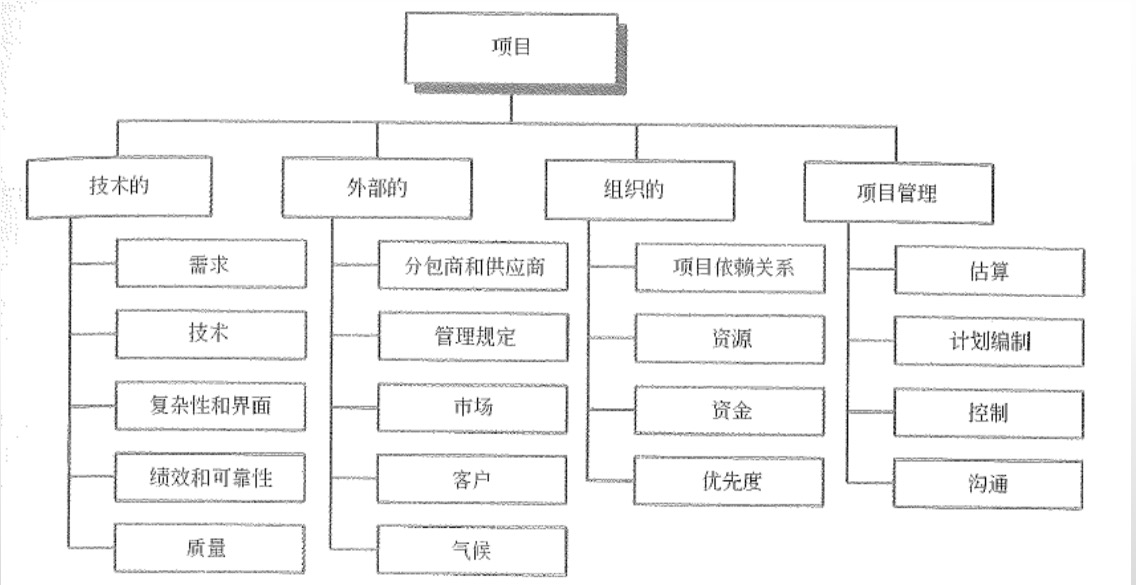 项目
技术的
外部的
组织的
项目管理
需求
技术
复杂性和界面
绩效和可靠性
质量
分包商和供应商
管理规定
市场
客户
气候
项目依赖关系
资源
资金
优先度
估算
计划编制
控制
沟通